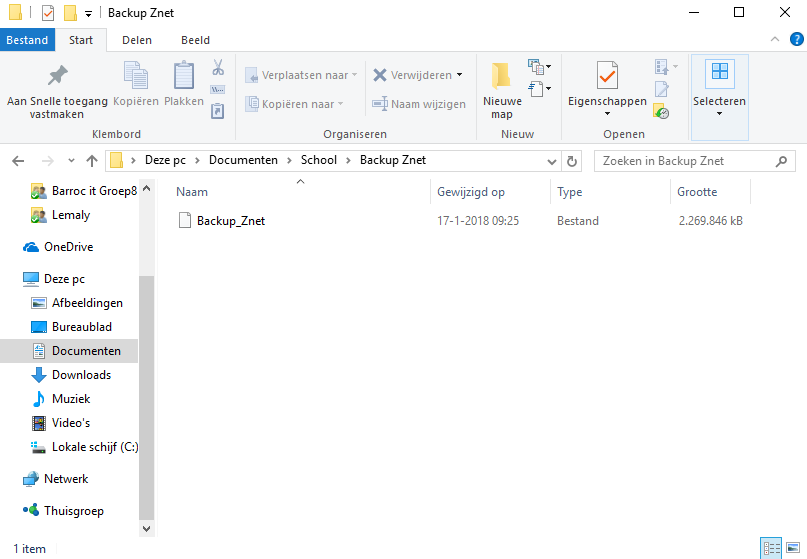 Backup Znet
Bestand Start Delen Beeld
Aan Snelle toegang vastmaken
Kopiëren
Plakken
Klembord
Verplaatsen naar
Kopiëren naar
Verwijderen
Naam wijzigen
Organiseren
Nieuwe map
Nieuw
Eigenschappen
Openen
Selecteren
Deze pc > Documenten > School > Backup Znet
Zoeken in Backup Znet
Naam Gewijzigd op Type Grootte
Backup_Znet 17-1-2018 09:25 Bestand 2.269.846 kB
Barroc it Groep8
Lemaly
OneDrive
Deze pc
Afbeeldingen
Bureaublad
Documenten
Downloads
Muziek
Video's
Lokale schijf (C:)
Netwerk
Thuisgroep
1 item